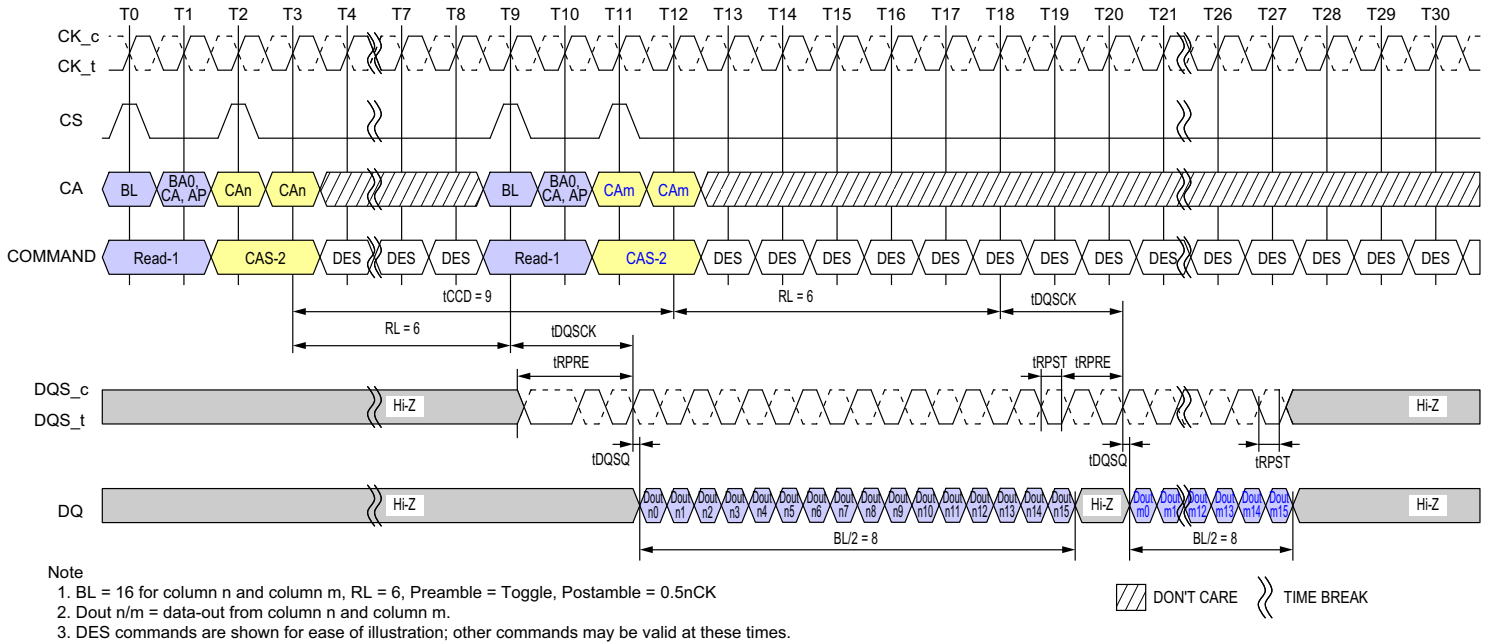 T0 T1 T2 T3 T4 T7 T8 T9 T10 T11 T12 T13 T14 T15 T16 T17 T18 T19 T20 T21 T26 T27 T28 T29 T30
CK_c
CK_t
CS
CA BL BA0, CA, AP CAn CAn BL BA0, CA, AP CAm CAm
COMMAND Read-1 CAS-2 DES DES DES Read-1 CAS-2 DES DES DES DES DES DES DES DES DES DES DES DES DES DES
tCCD = 9 RL = 6 tDQSCK
RL = 6 tDQSCK
tRPRE tRPST tRPRE
DQS_c
DQS_t
Hi-Z Hi-Z
tDQSQ tDQSQ tRPST
DQ Hi-Z Dout n0 Dout n1 Dout n2 Dout n3 Dout n4 Dout n5 Dout n6 Dout n7 Dout n8 Dout n9 Dout n10 Dout n11 Dout n12 Dout n13 Dout n14 Dout n15 Hi-Z Dout m0 Dout m1 Dout m12 Dout m13 Dout m14 Dout m15 Hi-Z
BL/2 = 8 BL/2 = 8
Note
1. BL = 16 for column n and column m, RL = 6, Preamble = Toggle, Postamble = 0.5nCK
2. Dout n/m = data-out from column n and column m.
3. DES commands are shown for ease of illustration; other commands may be valid at these times.
DON'T CARE TIME BREAK